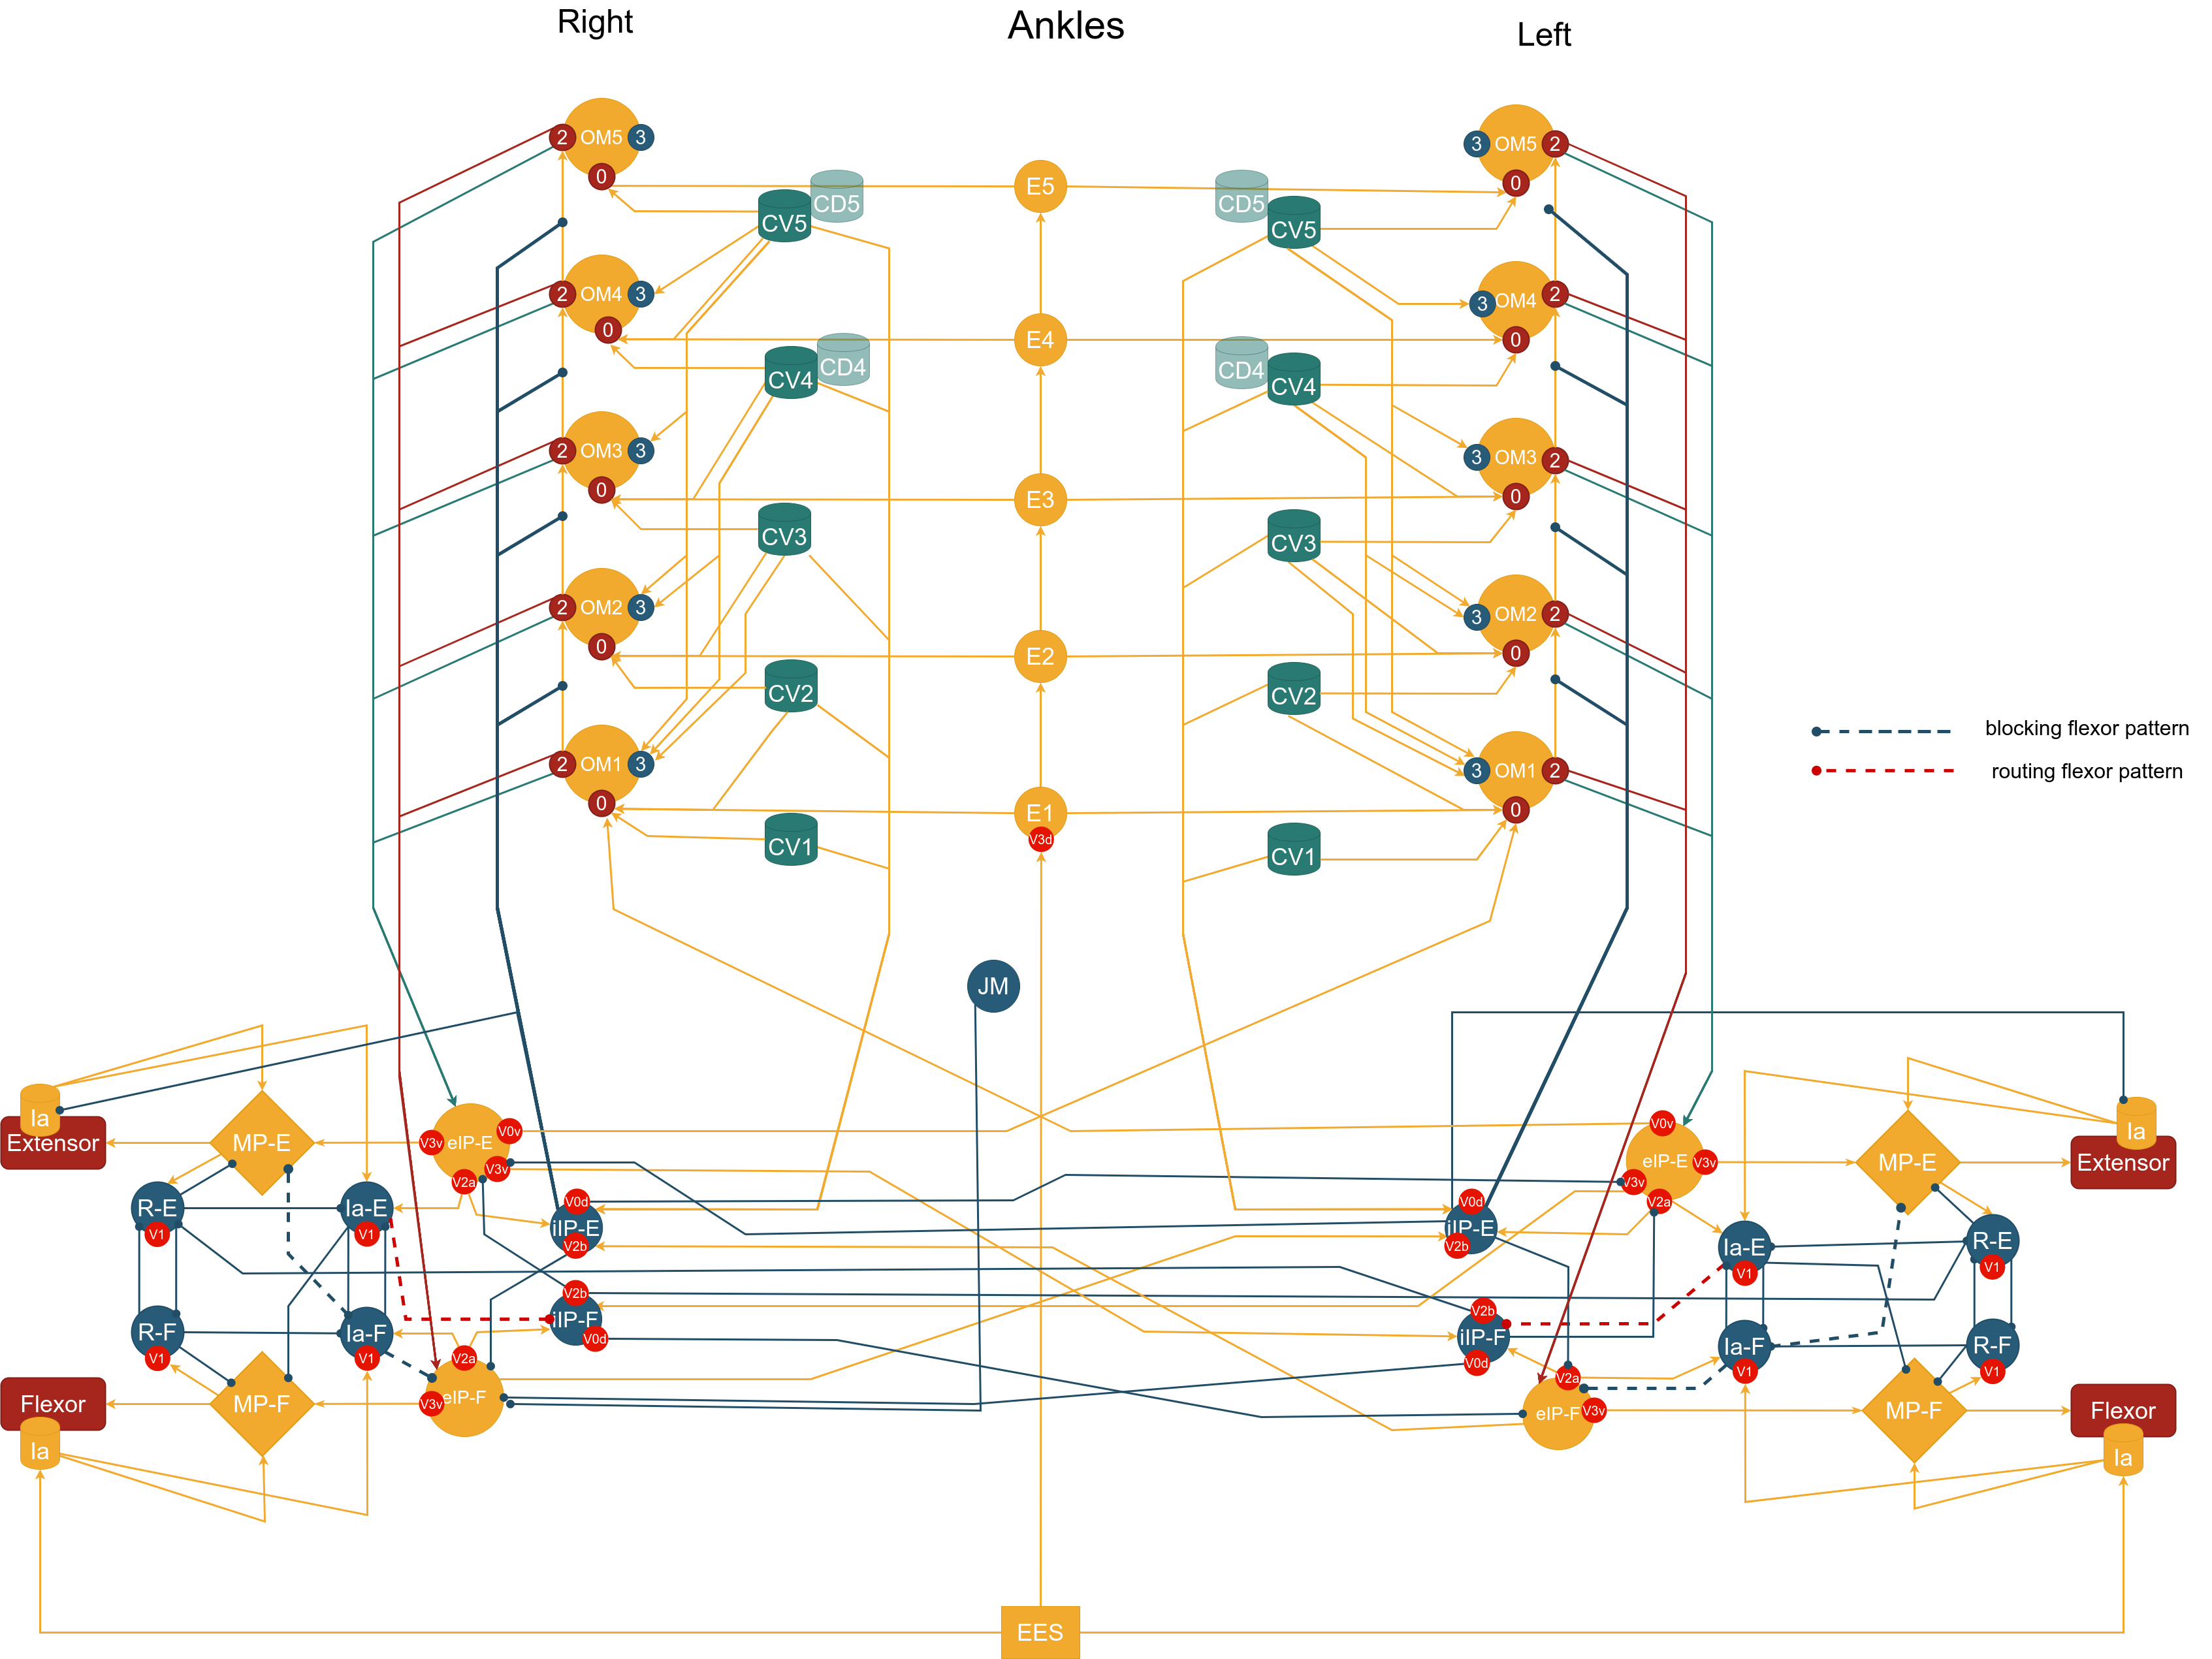 Right
Ankles
Left
2
OM5
3
0
3
OM5
2
0
E5
CD5
CV5
CD5
CV5
2
OM4
3
0
3
OM4
2
0
E4
CD4
CV4
CD4
CV4
2
OM3
3
0
3
OM3
2
0
E3
CV3
CV3
2
OM2
3
0
3
OM2
2
0
E2
CV2
CV2
blocking flexor pattern
routing flexor pattern
2
OM1
3
0
3
OM1
2
0
E1
V3d
CV1
CV1
JM
Ia
Extensor
MP-E
V3v
eIP-E
V0v
V3v
V2a
R-E
V1
Ia-E
V1
V0d
iIP-E
V2b
V2b
iIP-F
V0d
R-F
V1
Ia-F
V1
V2a
V3v
eIP-F
MP-F
Flexor
Ia
V0v
eIP-E
V3v
V3v
V2a
MP-E
Ia
Extensor
V0d
iIP-E
V2b
Ia-E
V1
R-E
V1
V2b
iIP-F
V0d
Ia-F
V1
R-F
V1
V2a
eIP-F
V3v
MP-F
Flexor
Ia
EES